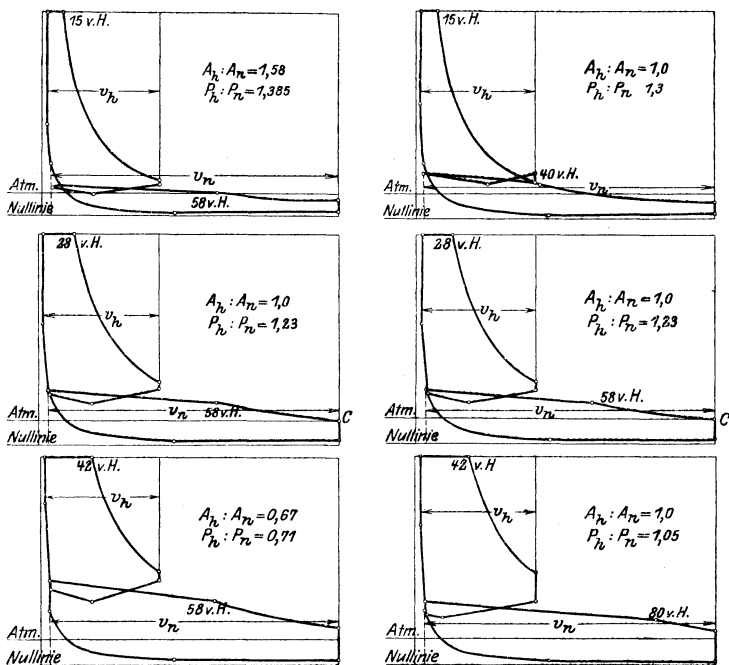 15 v.H.
A_h : A_n = 1,58
P_h : P_n = 1,385
v_h
v_n
Atm.
58 v.H.
Nullinie
15 v.H.
A_h : A_n = 1,0
P_h : P_n 1,3
v_h
40 v.H.
v_n
Atm.
Nullinie
28 v.H.
A_h : A_n = 1,0
P_h : P_n = 1,23
v_h
Atm.
v_n
58 v.H.
C
Nullinie
28 v.H.
A_h : A_n = 1,0
P_h : P_n = 1,23
v_h
58 v.H.
Atm.
v_n
C
Nullinie
42 v.H.
v_h
A_h : A_n = 0,67
P_h : P_n = 0,71
58 v.H.
v_n
Atm.
Nullinie
42 v.H
v_h
A_h : A_n = 1,0
P_h : P_n = 1,05
80 v.H.
v_n
Atm.
Nullinie